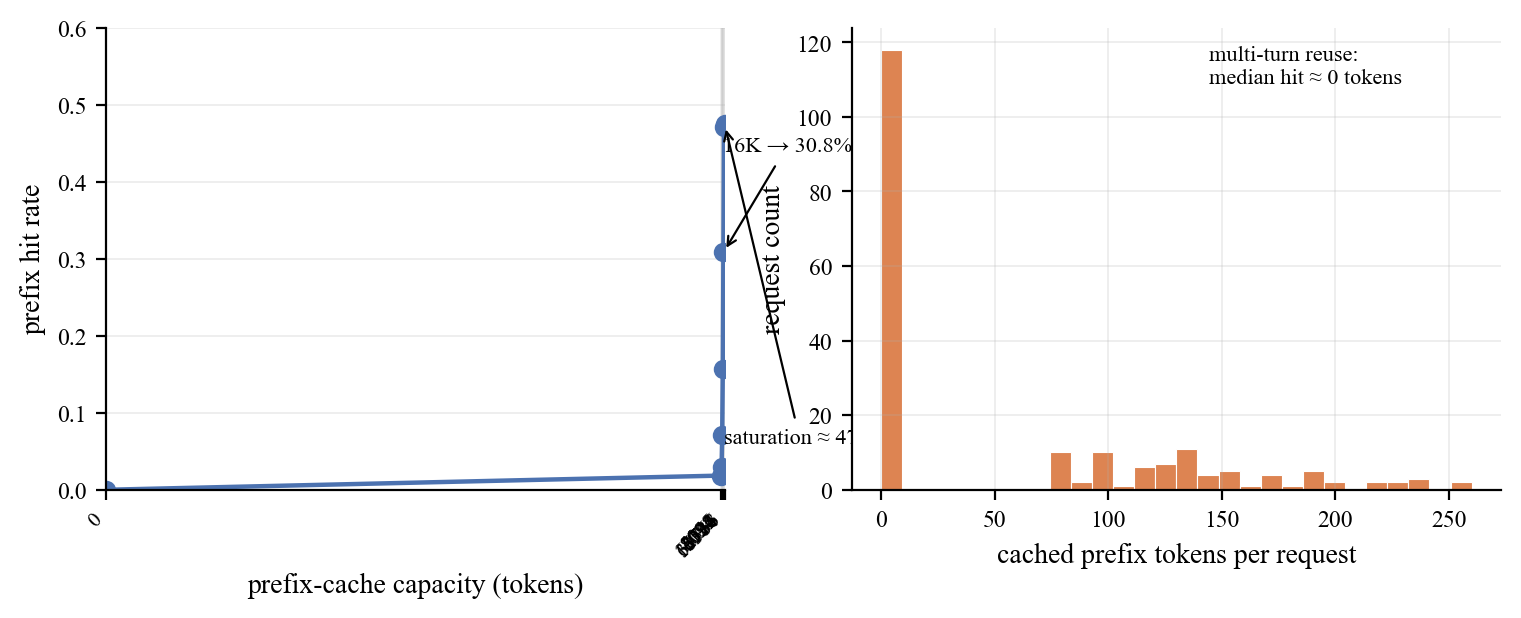 prefix hit rate
0.6
0.5
0.4
0.3
0.2
0.1
0.0
0
prefix-cache capacity (tokens)
16K → 30.8%
saturation ≈ 47
request count
120
100
80
60
40
20
0
multi-turn reuse:
median hit ≈ 0 tokens
0 50 100 150 200 250
cached prefix tokens per request